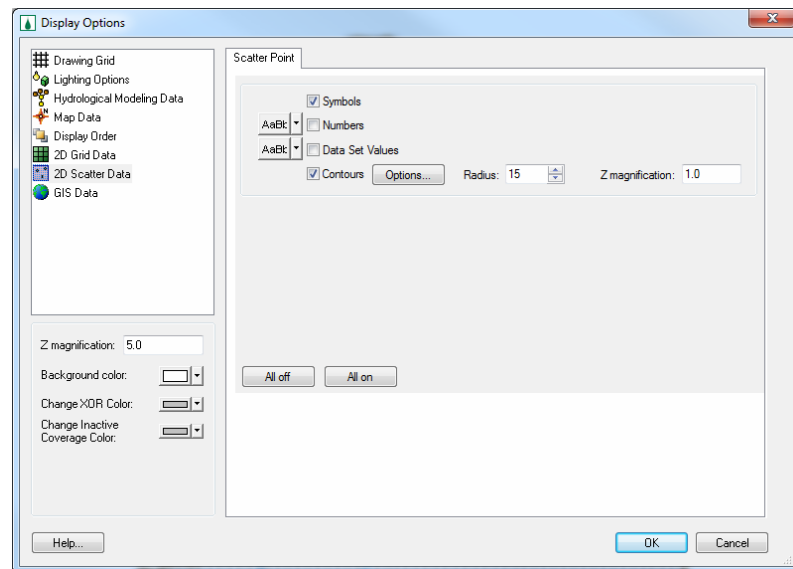 Display Options
Drawing Grid
Lighting Options
Hydrological Modeling Data
Map Data
Display Order
2D Grid Data
2D Scatter Data
GIS Data
Z magnification: 5.0
Background color:
Change XOR Color:
Change Inactive
Coverage Color:
Scatter Point
Symbols
AaBb Numbers
AaBb Data Set Values
Contours Options... Radius: 15 Z magnification: 1.0
All off All on
Help... OK Cancel